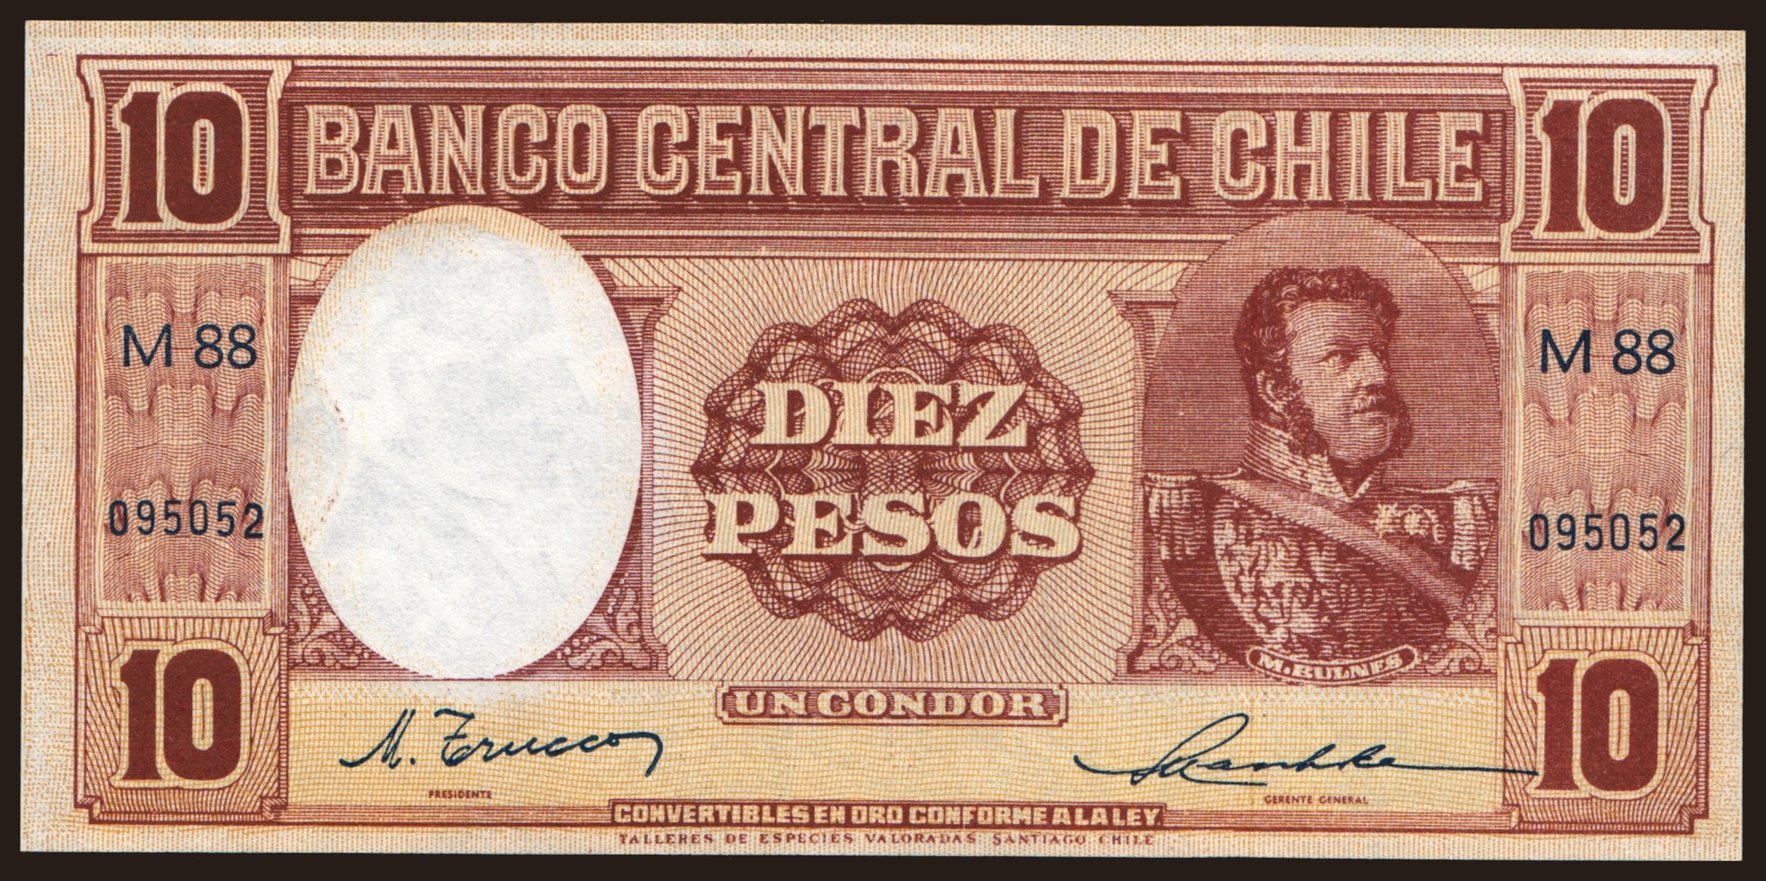 10 BANCO CENTRAL DE CHILE 10
M 88 M 88
DIEZ
PESOS
095052 095052
M. BULNES
10 UN CONDOR 10
M. Trucco
PRESIDENTE GERENTE GENERAL
CONVERTIBLES EN ORO CONFORME A LA LEY
TALLERES DE ESPECIES VALORADAS SANTIAGO CHILE